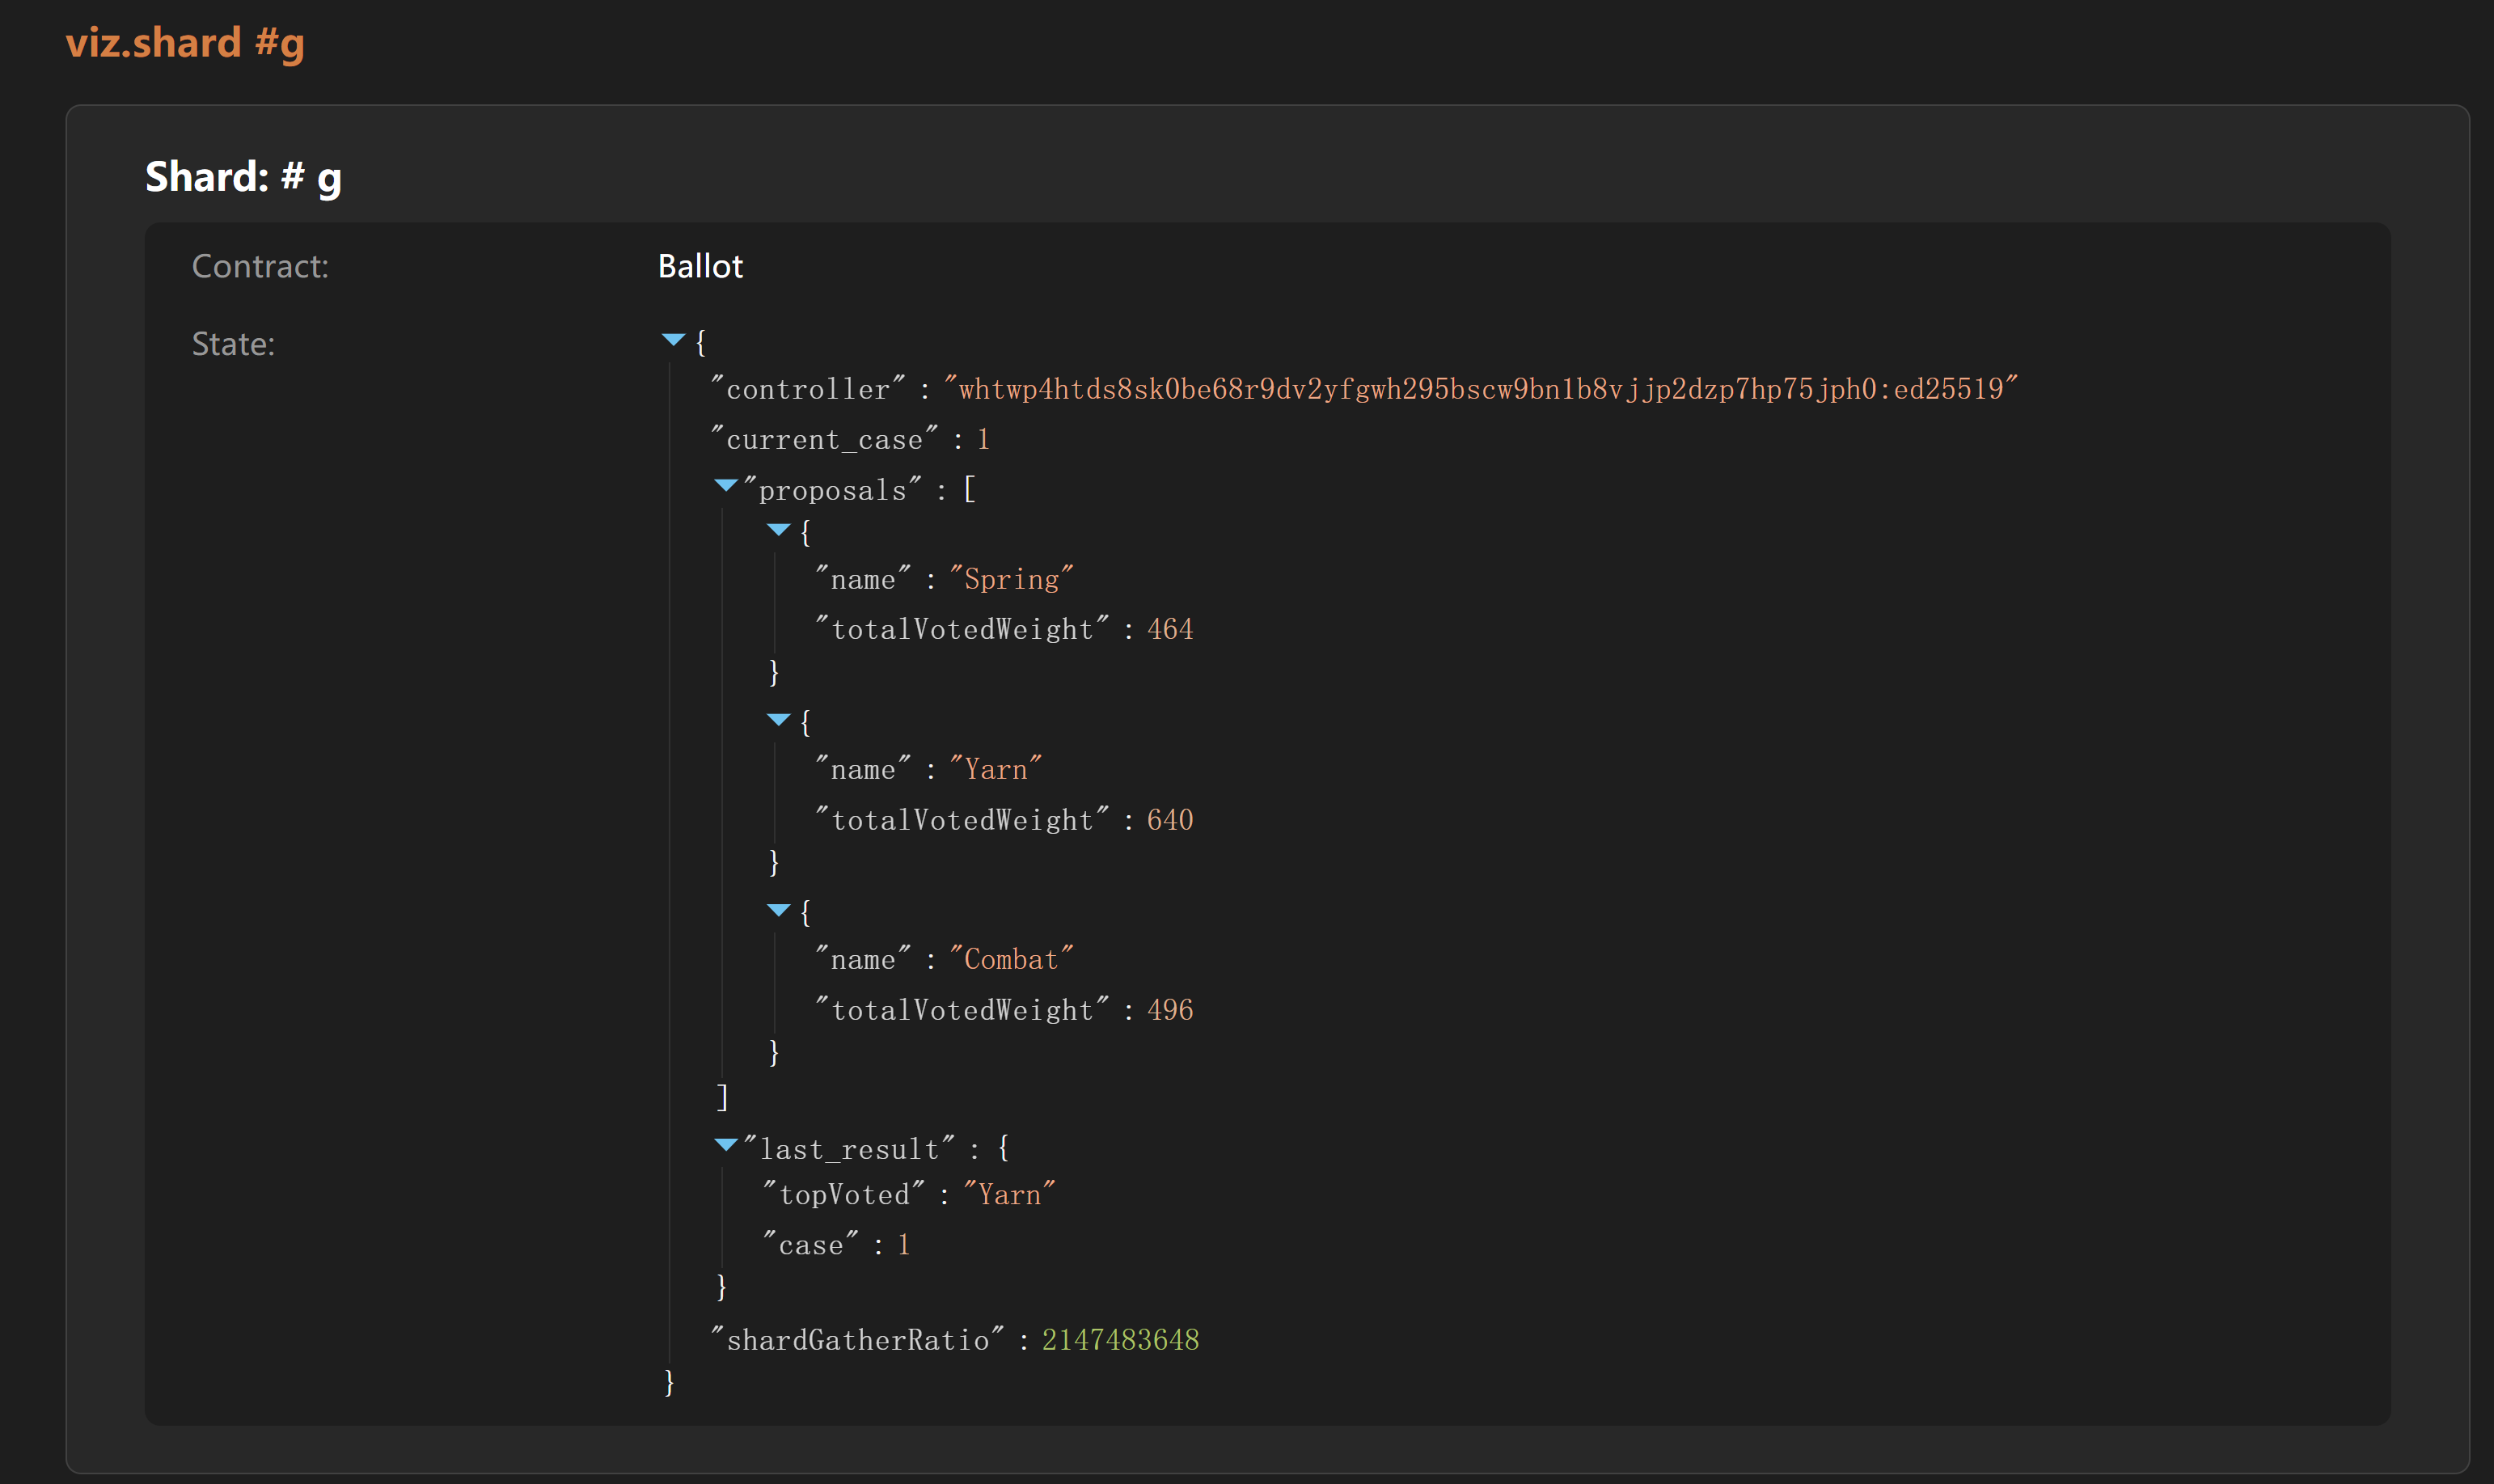 viz.shard #g
Shard: # g
Contract: Ballot
State: {
"controller" : "whtwp4htds8sk0be68r9dv2yfgwh295bscw9bn1b8vjjp2dzp7hp75jph0:ed25519"
"current_case" : 1
"proposals" : [
{
"name" : "Spring"
"totalVotedWeight" : 464
}
{
"name" : "Yarn"
"totalVotedWeight" : 640
}
{
"name" : "Combat"
"totalVotedWeight" : 496
}
]
"last_result" : {
"topVoted" : "Yarn"
"case" : 1
}
"shardGatherRatio" : 2147483648
}